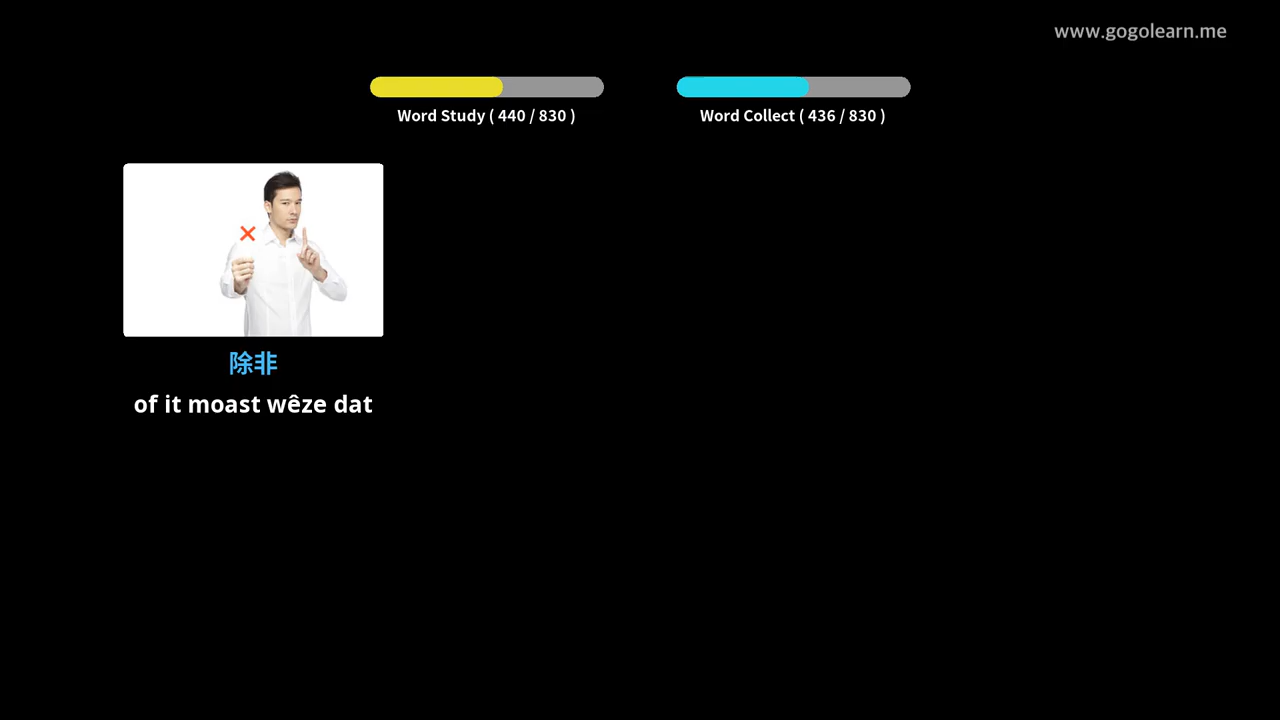 www.gogolearn.me
Word Study ( 440 / 830 )
Word Collect ( 436 / 830 )
除非
of it moast wêze dat